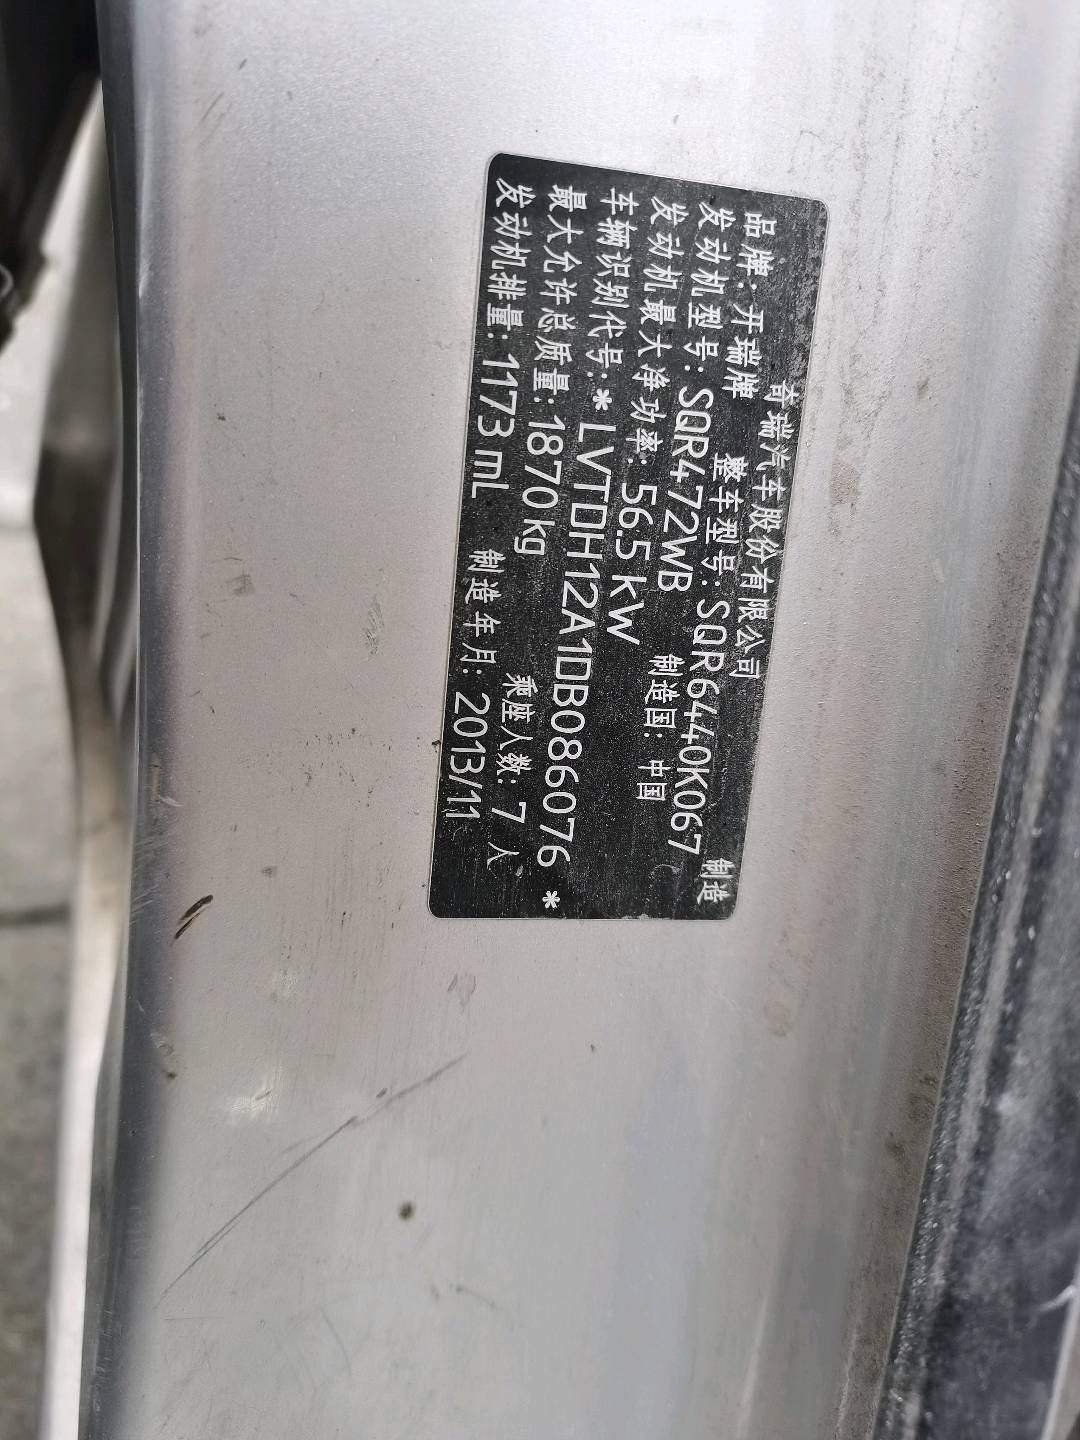 奇瑞汽车股份有限公司 制造
品牌：开瑞牌 整车型号：SQR6440K067
发动机型号：SQR472WB 制造国：中国
发动机最大净功率：56.5 kW
车辆识别代号：*LVTDH12A1DB086076*
最大允许总质量：1870 kg 乘座人数：7 人
发动机排量：1173 mL 制造年月：2013/11